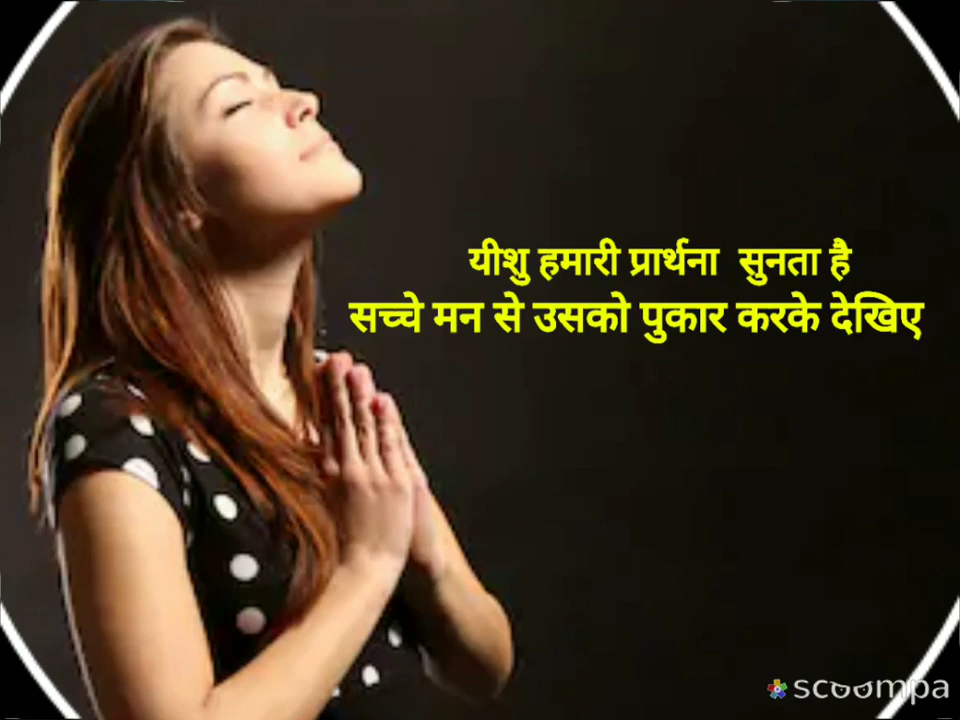 यीशु हमारी प्रार्थना सुनता है
सच्चे मन से उसको पुकार करके देखिए
scoompa